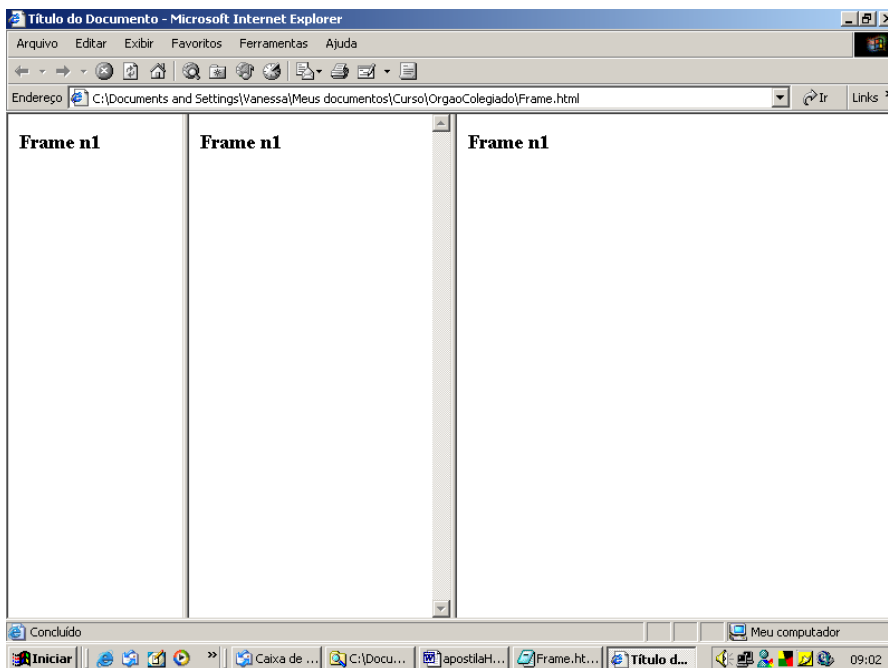 Título do Documento - Microsoft Internet Explorer
Arquivo Editar Exibir Favoritos Ferramentas Ajuda
Endereço C:\Documents and Settings\Vanessa\Meus documentos\Curso\OrgaoColegiado\Frame.html Ir Links
Frame n1 Frame n1 Frame n1
Concluído Meu computador
Iniciar » Caixa de ... C:\Docu... apostilaH... Frame.ht... Título d... 09:02